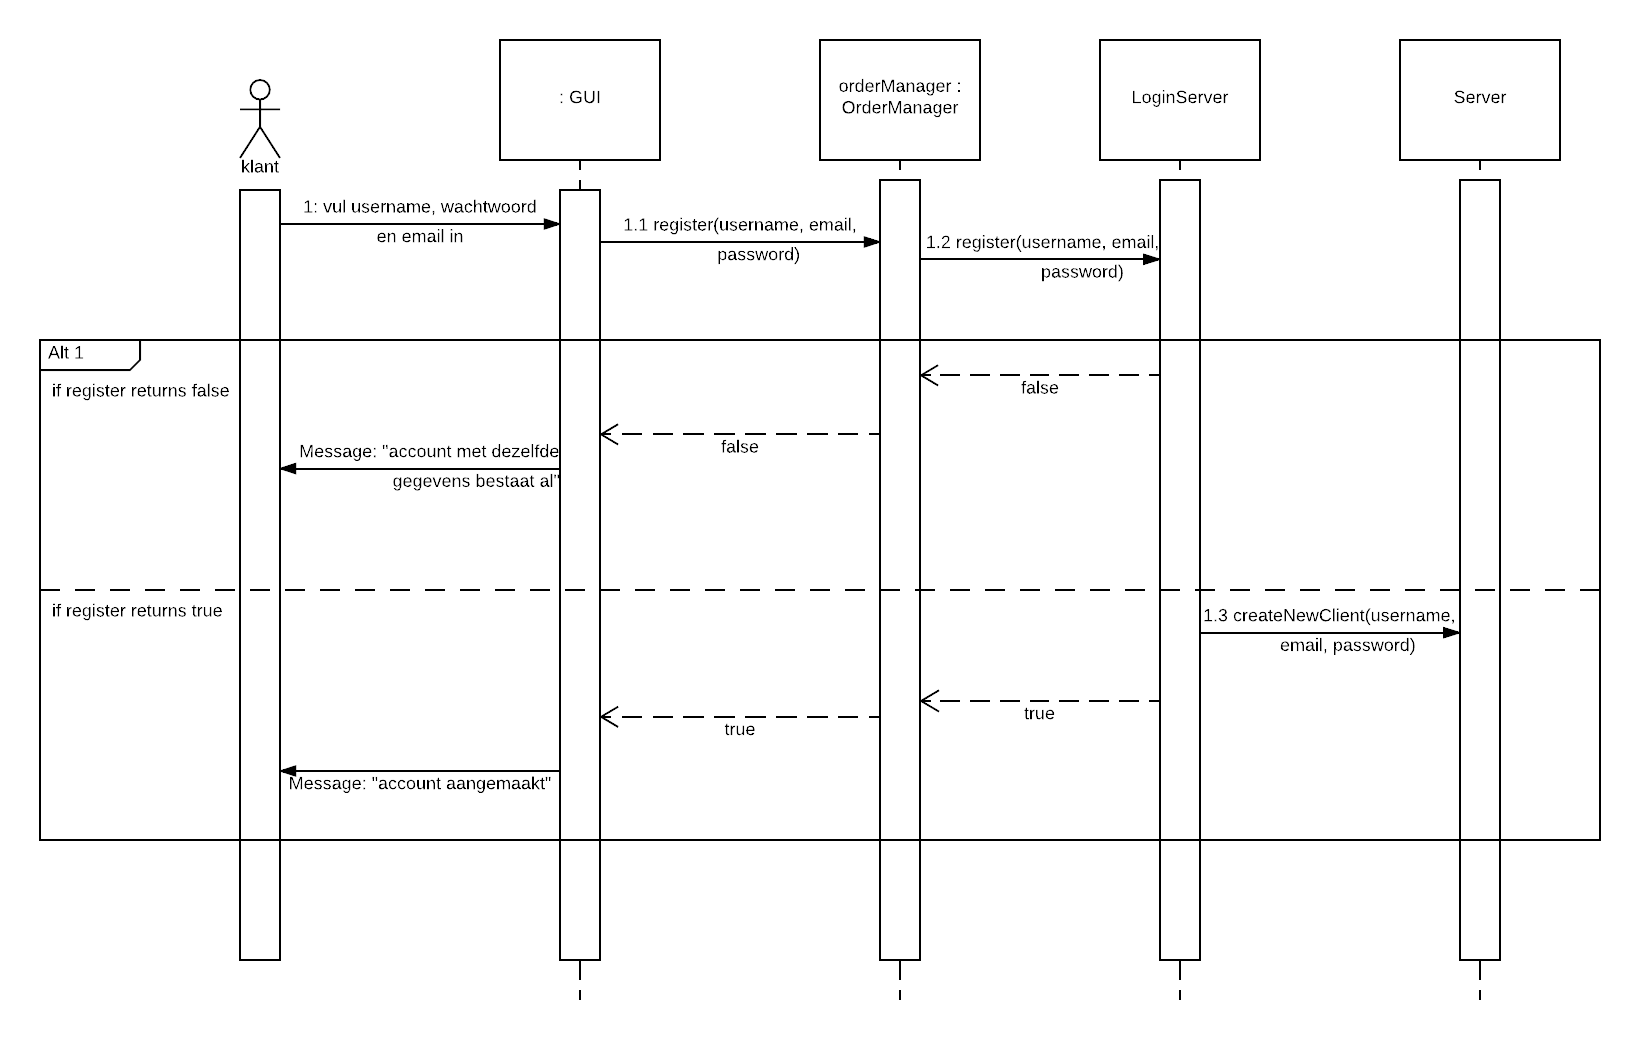 : GUI
orderManager :
OrderManager
LoginServer
Server
klant
1: vul username, wachtwoord
en email in
1.1 register(username, email,
password)
1.2 register(username, email,
password)
Alt 1
if register returns false
false
false
Message: "account met dezelfde
gegevens bestaat al"
if register returns true
1.3 createNewClient(username,
email, password)
true
true
Message: "account aangemaakt"